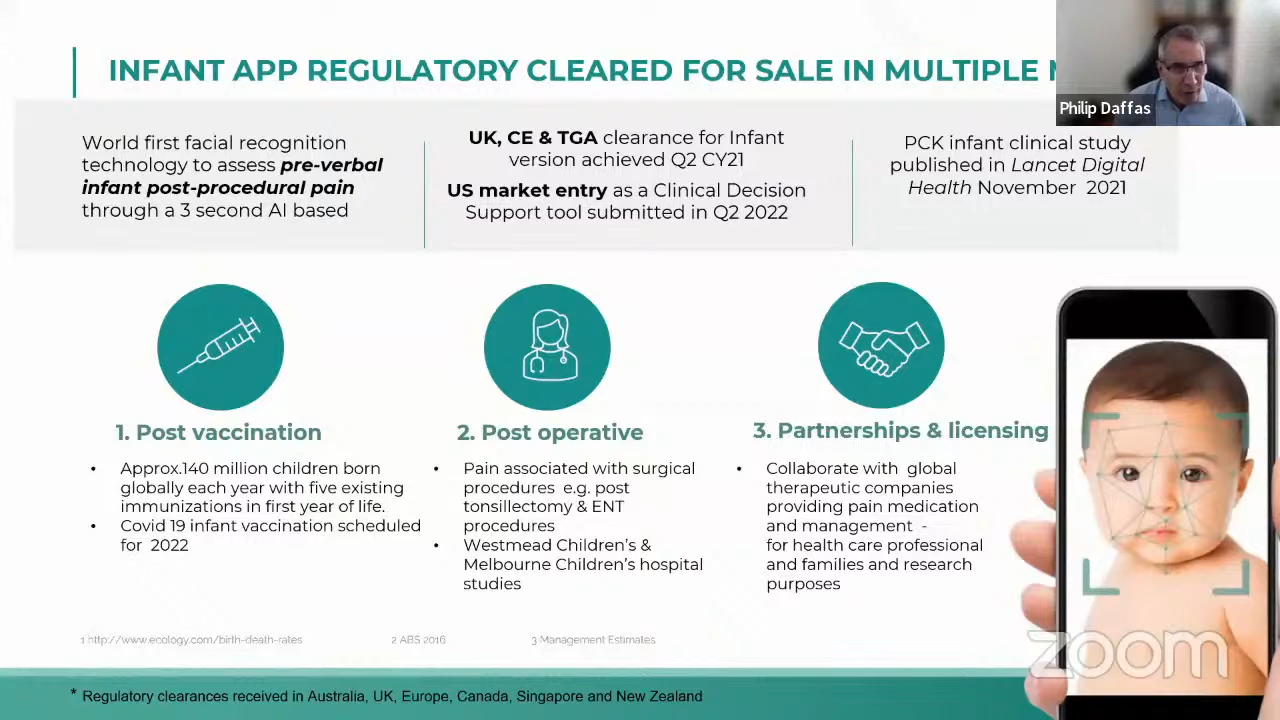 INFANT APP REGULATORY CLEARED FOR SALE IN MULTIPLE
Philip Daffas
World first facial recognition
technology to assess pre-verbal
infant post-procedural pain
through a 3 second AI based
UK, CE & TGA clearance for Infant
version achieved Q2 CY21
US market entry as a Clinical Decision
Support tool submitted in Q2 2022
PCK infant clinical study
published in Lancet Digital
Health November 2021
1. Post vaccination
• Approx.140 million children born
globally each year with five existing
immunizations in first year of life.
• Covid 19 infant vaccination scheduled
for 2022
2. Post operative
• Pain associated with surgical
procedures e.g. post
tonsillectomy & ENT
procedures
• Westmead Children's &
Melbourne Children's hospital
studies
3. Partnerships & licensing
• Collaborate with global
therapeutic companies
providing pain medication
and management -
for health care professional
and families and research
purposes
1 http://www.ecology.com/birth-death-rates 2 ABS 2016 3 Management Estimates
zoom
* Regulatory clearances received in Australia, UK, Europe, Canada, Singapore and New Zealand